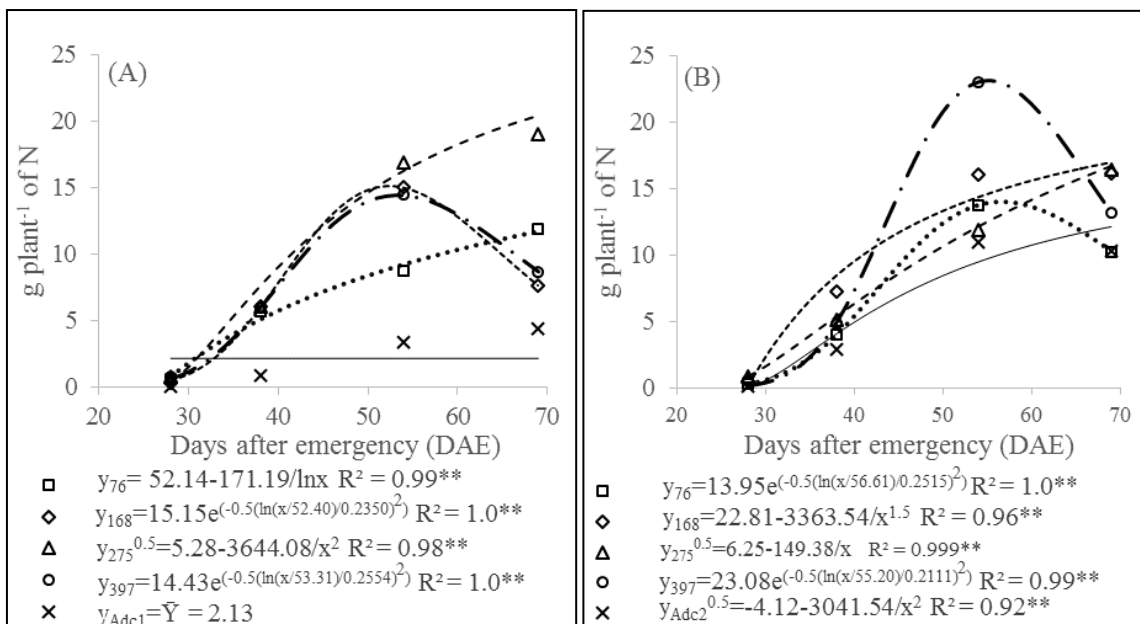 25
20
15
10
5
0
(A)
g plant⁻¹ of N
20 30 40 50 60 70
Days after emergency (DAE)
y₇₆= 52.14-171.19/lnx R² = 0.99**
y₁₆₈=15.15e^(-0.5(ln(x/52.40)/0.2350)²) R² = 1.0**
y₂₇₅^0.5=5.28-3644.08/x² R² = 0.98**
y₃₉₇=14.43e^(-0.5(ln(x/53.31)/0.2554)²) R² = 1.0**
y_Adc1=Ȳ = 2.13
25
20
15
10
5
0
(B)
g plant⁻¹ of N
20 30 40 50 60 70
Days after emergency (DAE)
y₇₆=13.95e^(-0.5(ln(x/56.61)/0.2515)²) R² = 1.0**
y₁₆₈=22.81-3363.54/x^1.5 R² = 0.96**
y₂₇₅^0.5=6.25-149.38/x R² = 0.999**
y₃₉₇=23.08e^(-0.5(ln(x/55.20)/0.2111)²) R² = 0.99**
y_Adc2^0.5=-4.12-3041.54/x² R² = 0.92**